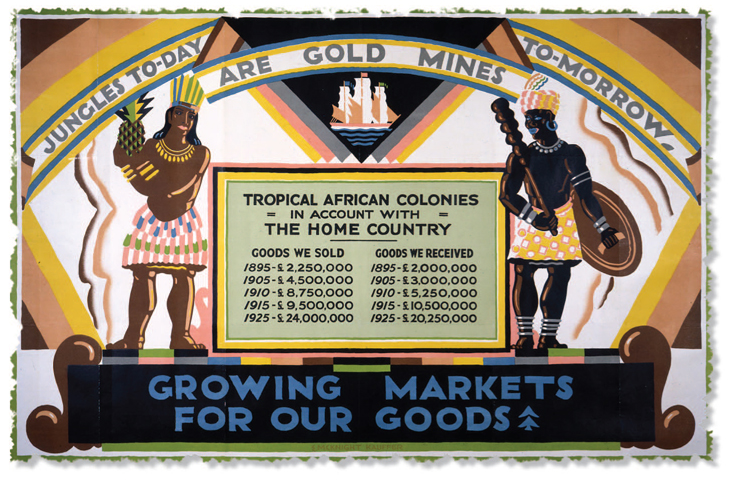 JUNGLES TO-DAY ARE GOLD MINES TO-MORROW.
TROPICAL AFRICAN COLONIES
= IN ACCOUNT WITH =
THE HOME COUNTRY
GOODS WE SOLD GOODS WE RECEIVED
1895-£2,250,000 1895-£2,000,000
1905-£4,500,000 1905-£3,000,000
1910-£8,750,000 1910-£5,250,000
1915-£9,500,000 1915-£10,500,000
1925-£24,000,000 1925-£20,250,000
GROWING MARKETS
FOR OUR GOODS